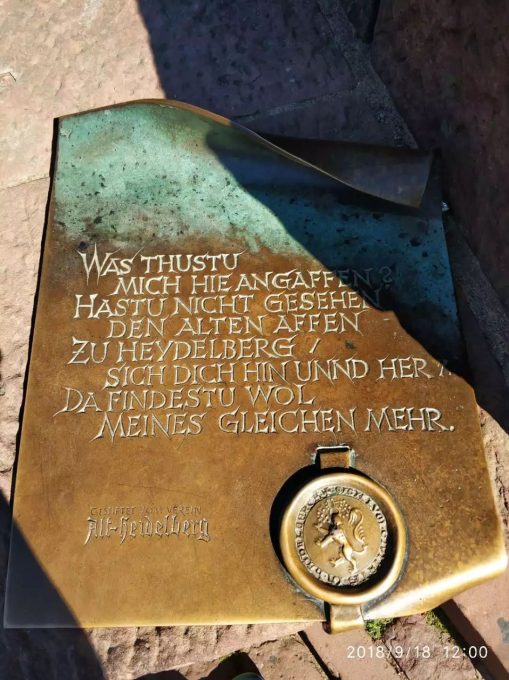 WAS THUSTU
MICH HIE ANGAFFEN?
HASTU NICHT GESEHEN
DEN ALTEN AFFEN
ZU HEYDELBERG /
SICH DICH HIN UNND HER /
DA FINDESTU WOL
MEINES GLEICHEN MEHR.
GESTIFTET VOM VEREIN
Alt-Heidelberg
2018/9/18 12:00